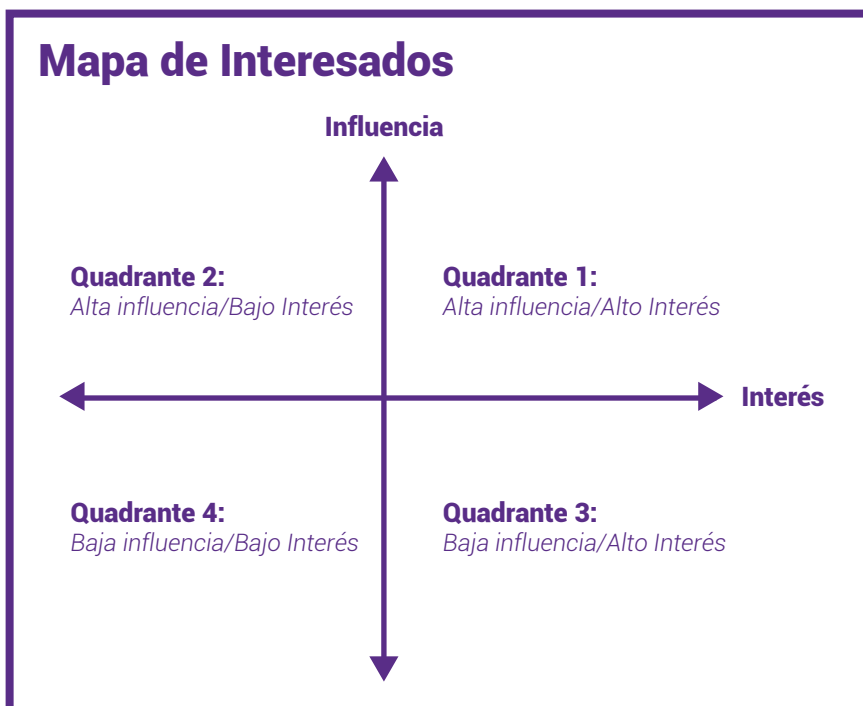 Mapa de Interesados
Influencia
Quadrante 2:
Alta influencia/Bajo Interés
Quadrante 1:
Alta influencia/Alto Interés
Interés
Quadrante 4:
Baja influencia/Bajo Interés
Quadrante 3:
Baja influencia/Alto Interés